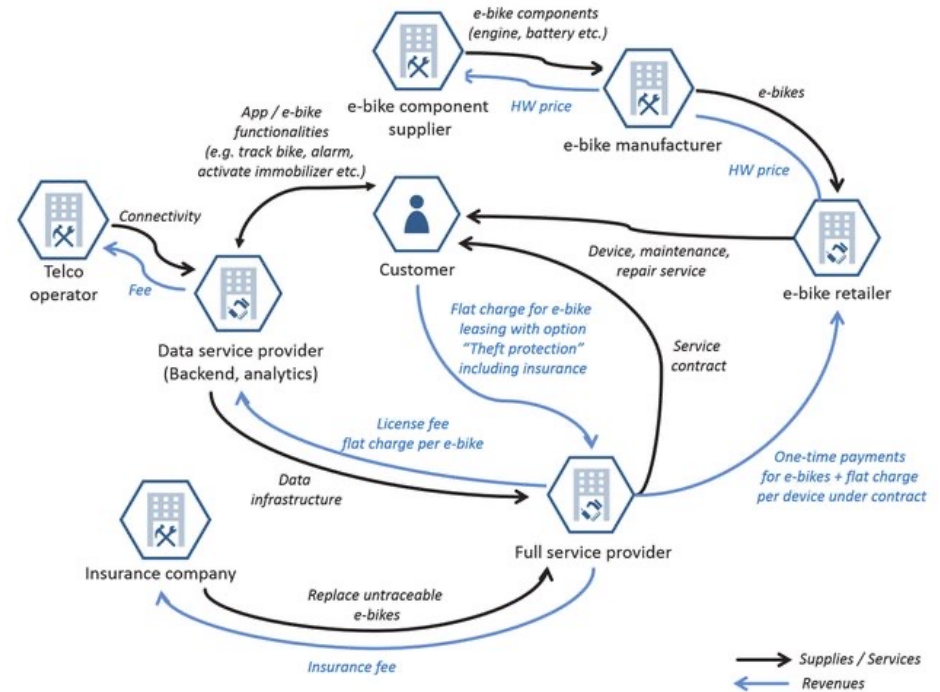 e-bike components
(engine, battery etc.)
e-bike component
supplier
HW price
e-bike manufacturer
e-bikes
HW price
App / e-bike
functionalities
(e.g. track bike, alarm,
activate immobilizer etc.)
Connectivity
Telco
operator
Fee
Customer
Device, maintenance,
repair service
e-bike retailer
Data service provider
(Backend, analytics)
Flat charge for e-bike
leasing with option
“Theft protection”
including insurance
Service
contract
License fee
flat charge per e-bike
Data
infrastructure
One-time payments
for e-bikes + flat charge
per device under contract
Full service provider
Insurance company
Replace untraceable
e-bikes
Insurance fee
Supplies / Services
Revenues